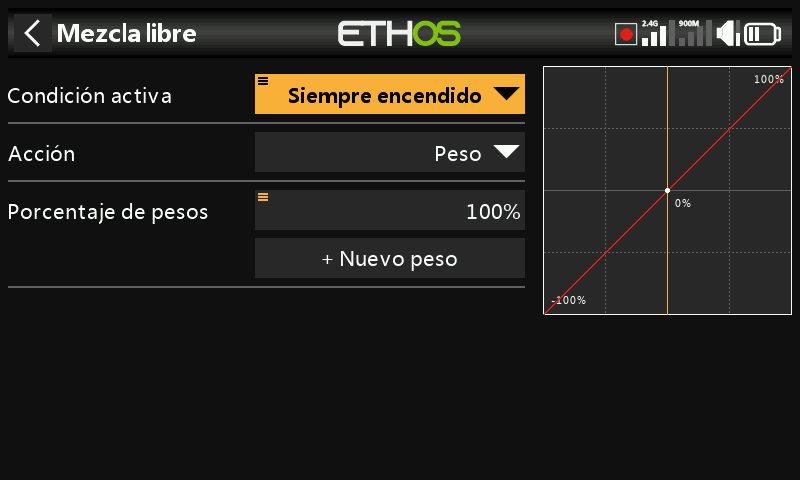 Mezcla libre
ETHOS
2.4G
900M
Condición activa
Siempre encendido
Acción
Peso
Porcentaje de pesos
100%
+ Nuevo peso
100%
0%
-100%